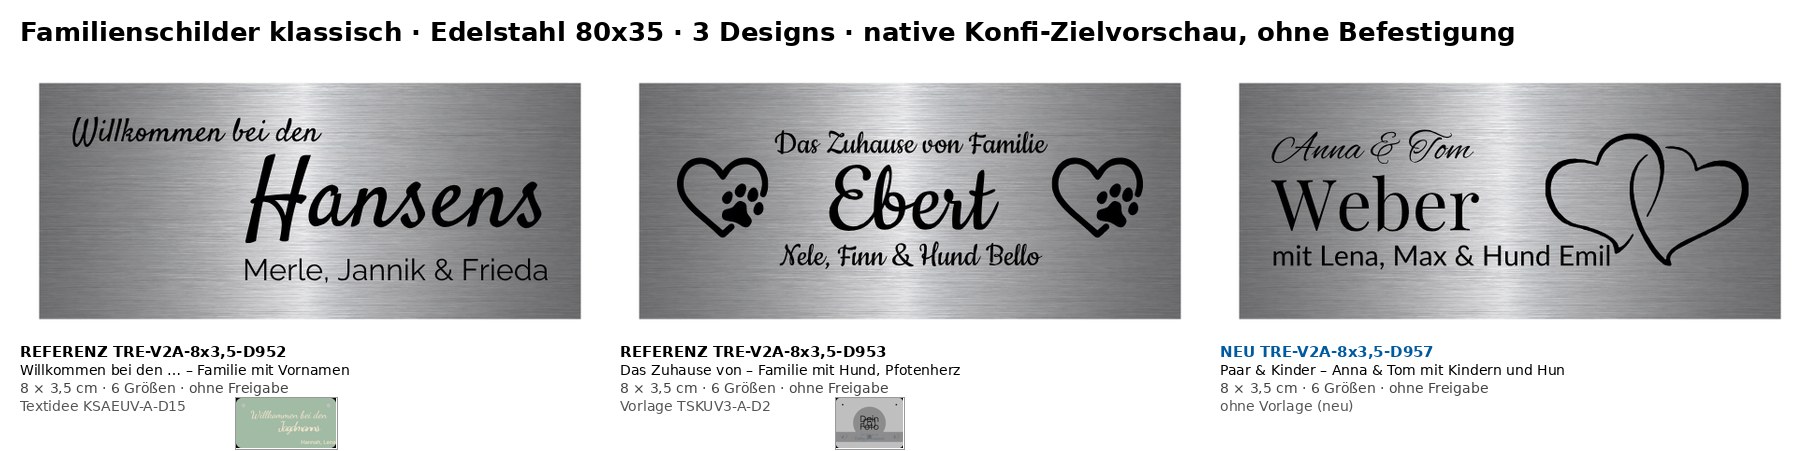 Familienschilder klassisch · Edelstahl 80x35 · 3 Designs · native Konfi-Zielvorschau, ohne Befestigung
Willkommen bei den
Hansens
Merle, Jannik & Frieda
REFERENZ TRE-V2A-8x3,5-D952
Willkommen bei den ... – Familie mit Vornamen
8 × 3,5 cm · 6 Größen · ohne Freigabe
Textidee KSAEUV-A-D15
Willkommen bei den
Das Zuhause von Familie
Ebert
Nele, Finn & Hund Bello
REFERENZ TRE-V2A-8x3,5-D953
Das Zuhause von – Familie mit Hund, Pfotenherz
8 × 3,5 cm · 6 Größen · ohne Freigabe
Vorlage TSKUV3-A-D2
Dein
Foto
Anna & Tom
Weber
mit Lena, Max & Hund Emil
NEU TRE-V2A-8x3,5-D957
Paar & Kinder – Anna & Tom mit Kindern und Hun
8 × 3,5 cm · 6 Größen · ohne Freigabe
ohne Vorlage (neu)